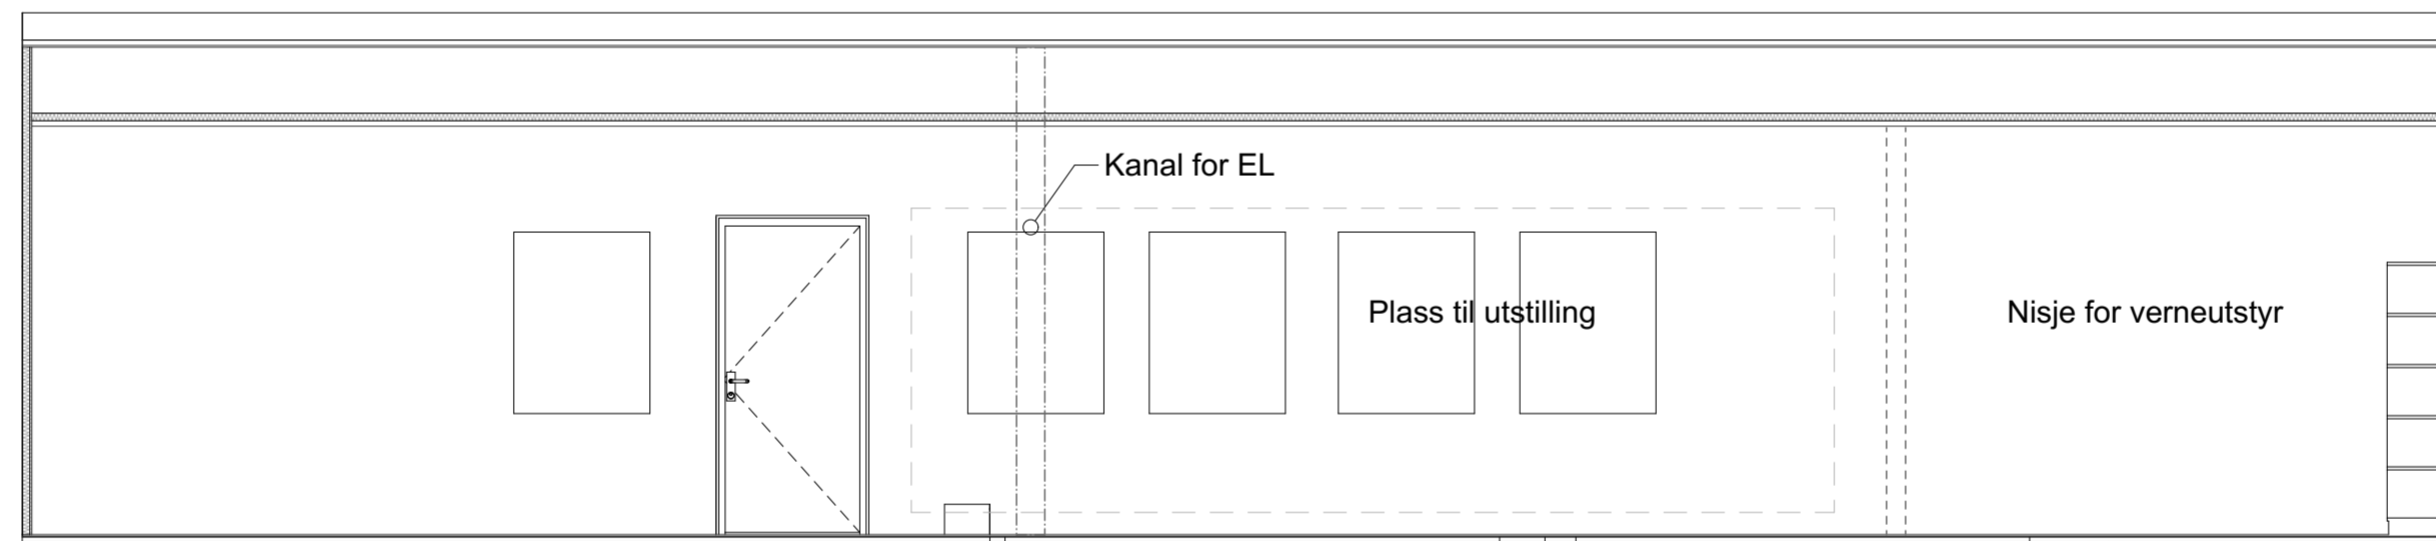 Kanal for EL
Plass til utstilling
Nisje for verneutstyr